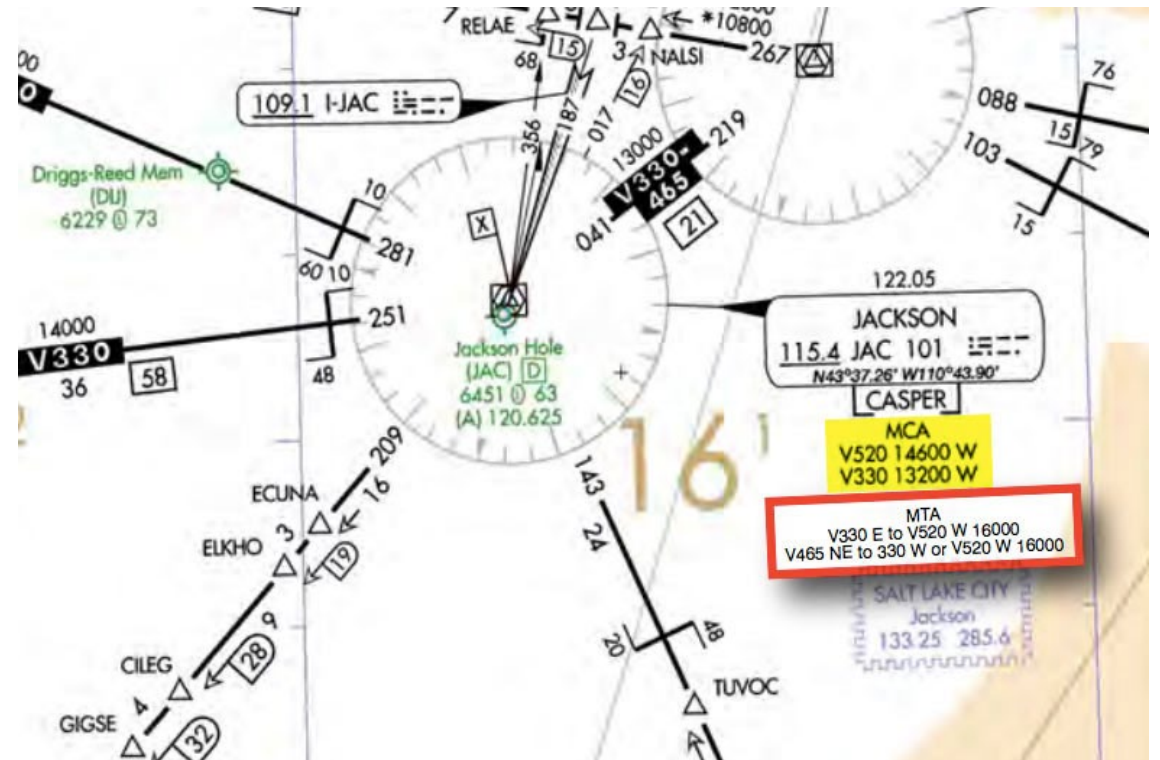 RELAE
68
15
3
NALSI
*10800
267
16
109.1 I-JAC
356
187
017
13000
V330-
465
219
041
21
088
76
15
79
103
15
Driggs-Reed Mem
(DIJ)
6229 73
10
281
60
10
X
14000
V330
36
58
251
48
Jackson Hole
(JAC) D
6451 63
(A) 120.625
122.05
JACKSON
115.4 JAC 101
N43°37.26' W110°43.90'
CASPER
MCA
V520 14600 W
V330 13200 W
MTA
V330 E to V520 W 16000
V465 NE to 330 W or V520 W 16000
SALT LAKE CITY
Jackson
133.25 285.6
16¹
209
16
ECUNA
3
ELKHO
19
9
28
CILEG
4
GIGSE
32
143
24
20
48
TUVOC